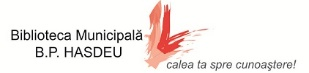 Biblioteca Municipală
B.P. HASDEU
calea ta spre cunoaştere!